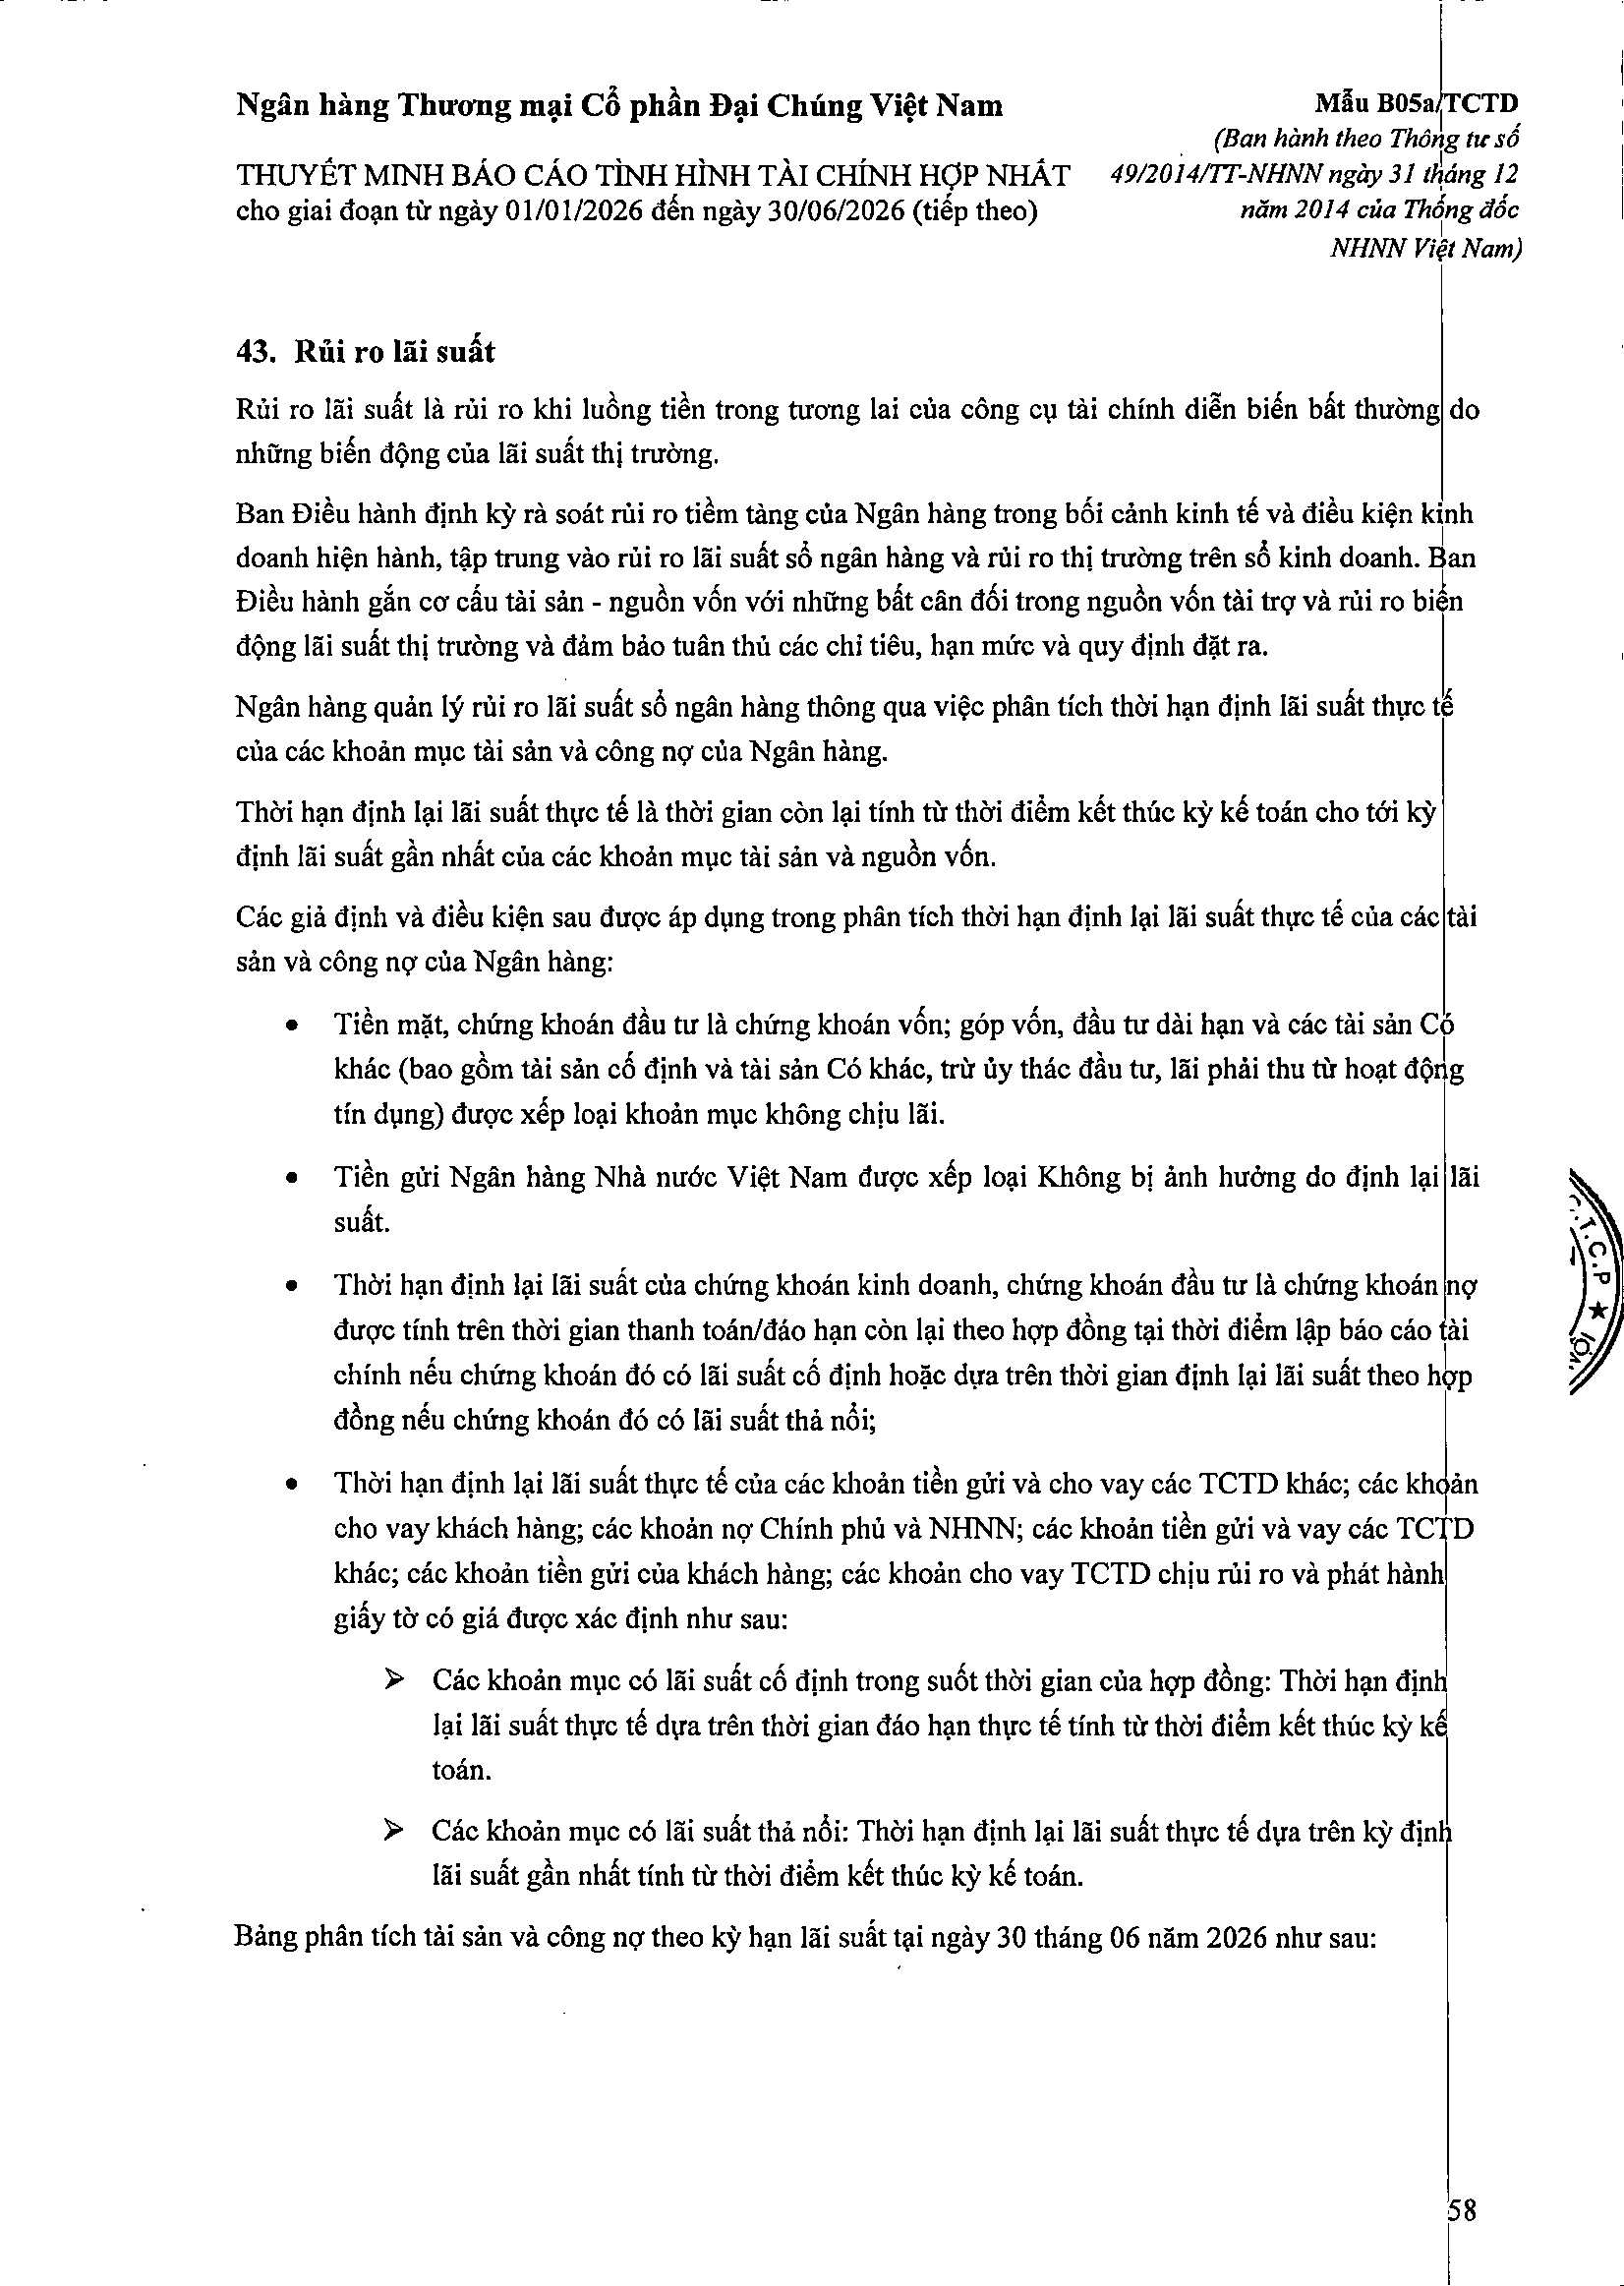 Ngân hàng Thương mại Cổ phần Đại Chúng Việt Nam
Mẫu B05a/TCTD
(Ban hành theo Thông tư số
THUYẾT MINH BÁO CÁO TÌNH HÌNH TÀI CHÍNH HỢP NHẤT
49/2014/TT-NHNN ngày 31 tháng 12
cho giai đoạn từ ngày 01/01/2026 đến ngày 30/06/2026 (tiếp theo)
năm 2014 của Thống đốc
NHNN Việt Nam)
43. Rủi ro lãi suất
Rủi ro lãi suất là rủi ro khi luồng tiền trong tương lai của công cụ tài chính diễn biến bất thường do
những biến động của lãi suất thị trường.
Ban Điều hành định kỳ rà soát rủi ro tiềm tàng của Ngân hàng trong bối cảnh kinh tế và điều kiện kinh
doanh hiện hành, tập trung vào rủi ro lãi suất sổ ngân hàng và rủi ro thị trường trên sổ kinh doanh. Ban
Điều hành gắn cơ cấu tài sản - nguồn vốn với những bất cân đối trong nguồn vốn tài trợ và rủi ro biến
động lãi suất thị trường và đảm bảo tuân thủ các chỉ tiêu, hạn mức và quy định đặt ra.
Ngân hàng quản lý rủi ro lãi suất sổ ngân hàng thông qua việc phân tích thời hạn định lãi suất thực tế
của các khoản mục tài sản và công nợ của Ngân hàng.
Thời hạn định lại lãi suất thực tế là thời gian còn lại tính từ thời điểm kết thúc kỳ kế toán cho tới kỳ
định lãi suất gần nhất của các khoản mục tài sản và nguồn vốn.
Các giả định và điều kiện sau được áp dụng trong phân tích thời hạn định lại lãi suất thực tế của các tài
sản và công nợ của Ngân hàng:
• Tiền mặt, chứng khoán đầu tư là chứng khoán vốn; góp vốn, đầu tư dài hạn và các tài sản Có
khác (bao gồm tài sản cố định và tài sản Có khác, trừ ủy thác đầu tư, lãi phải thu từ hoạt động
tín dụng) được xếp loại khoản mục không chịu lãi.
• Tiền gửi Ngân hàng Nhà nước Việt Nam được xếp loại Không bị ảnh hưởng do định lại lãi
suất.
• Thời hạn định lại lãi suất của chứng khoán kinh doanh, chứng khoán đầu tư là chứng khoán nợ
được tính trên thời gian thanh toán/đáo hạn còn lại theo hợp đồng tại thời điểm lập báo cáo tài
chính nếu chứng khoán đó có lãi suất cố định hoặc dựa trên thời gian định lại lãi suất theo hợp
đồng nếu chứng khoán đó có lãi suất thả nổi;
• Thời hạn định lại lãi suất thực tế của các khoản tiền gửi và cho vay các TCTD khác; các khoản
cho vay khách hàng; các khoản nợ Chính phủ và NHNN; các khoản tiền gửi và vay các TCTD
khác; các khoản tiền gửi của khách hàng; các khoản cho vay TCTD chịu rủi ro và phát hành
giấy tờ có giá được xác định như sau:
➢ Các khoản mục có lãi suất cố định trong suốt thời gian của hợp đồng: Thời hạn định
lại lãi suất thực tế dựa trên thời gian đáo hạn thực tế tính từ thời điểm kết thúc kỳ kế
toán.
➢ Các khoản mục có lãi suất thả nổi: Thời hạn định lại lãi suất thực tế dựa trên kỳ định
lãi suất gần nhất tính từ thời điểm kết thúc kỳ kế toán.
Bảng phân tích tài sản và công nợ theo kỳ hạn lãi suất tại ngày 30 tháng 06 năm 2026 như sau:
.T.C.P ★
58